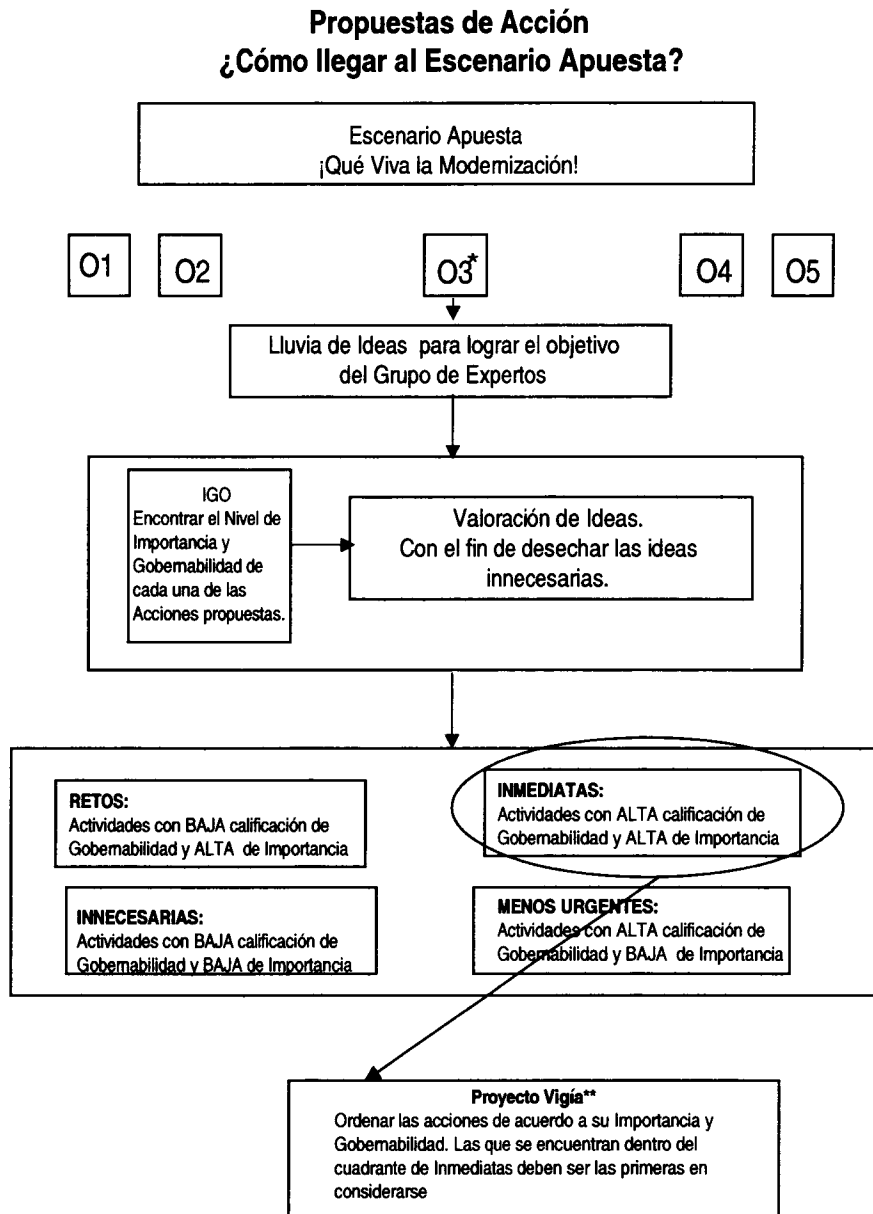 Propuestas de Acción
¿Cómo llegar al Escenario Apuesta?
Escenario Apuesta
¡Qué Viva la Modernización!
O1 O2 O3* O4 O5
Lluvia de Ideas para lograr el objetivo
del Grupo de Expertos
IGO
Encontrar el Nivel de
Importancia y
Gobernabilidad de
cada una de las
Acciones propuestas.
Valoración de Ideas.
Con el fin de desechar las ideas
innecesarias.
RETOS:
Actividades con BAJA calificación de
Gobernabilidad y ALTA de Importancia
INMEDIATAS:
Actividades con ALTA calificación de
Gobernabilidad y ALTA de Importancia
INNECESARIAS:
Actividades con BAJA calificación de
Gobernabilidad y BAJA de Importancia
MENOS URGENTES:
Actividades con ALTA calificación de
Gobernabilidad y BAJA de Importancia
Proyecto Vigía**
Ordenar las acciones de acuerdo a su Importancia y
Gobernabilidad. Las que se encuentran dentro del
cuadrante de Inmediatas deben ser las primeras en
considerarse